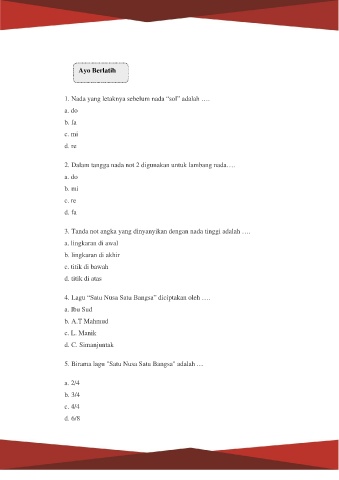 Ayo Berlatih
1. Nada yang letaknya sebelum nada “sol” adalah ….
a. do
b. fa
c. mi
d. re
2. Dalam tangga nada not 2 digunakan untuk lambang nada….
a. do
b. mi
c. re
d. fa
3. Tanda not angka yang dinyanyikan dengan nada tinggi adalah ….
a. lingkaran di awal
b. lingkaran di akhir
c. titik di bawah
d. titik di atas
4. Lagu “Satu Nusa Satu Bangsa” diciptakan oleh ….
a. Ibu Sud
b. A.T Mahmud
c. L. Manik
d. C. Simanjuntak
5. Birama lagu "Satu Nusa Satu Bangsa" adalah ...
a. 2/4
b. 3/4
c. 4/4
d. 6/8